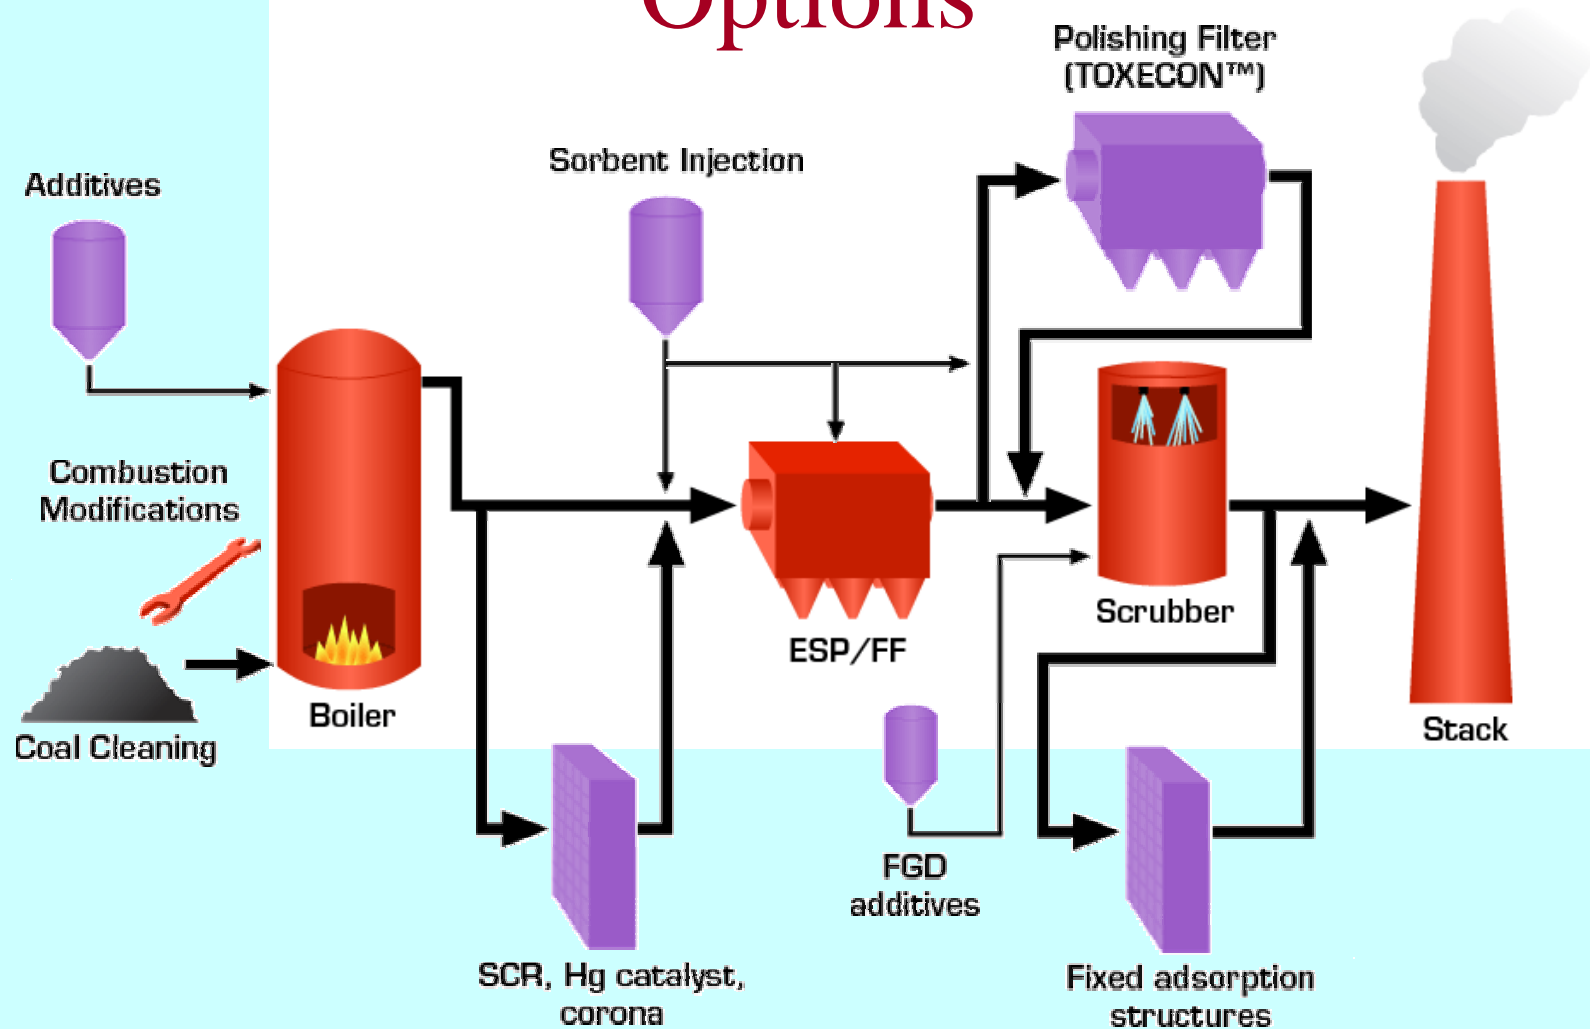 Options
Polishing Filter
(TOXECON™)
Sorbent Injection
Additives
Combustion
Modifications
Coal Cleaning
Boiler
ESP/FF
Scrubber
Stack
FGD
additives
SCR, Hg catalyst,
corona
Fixed adsorption
structures